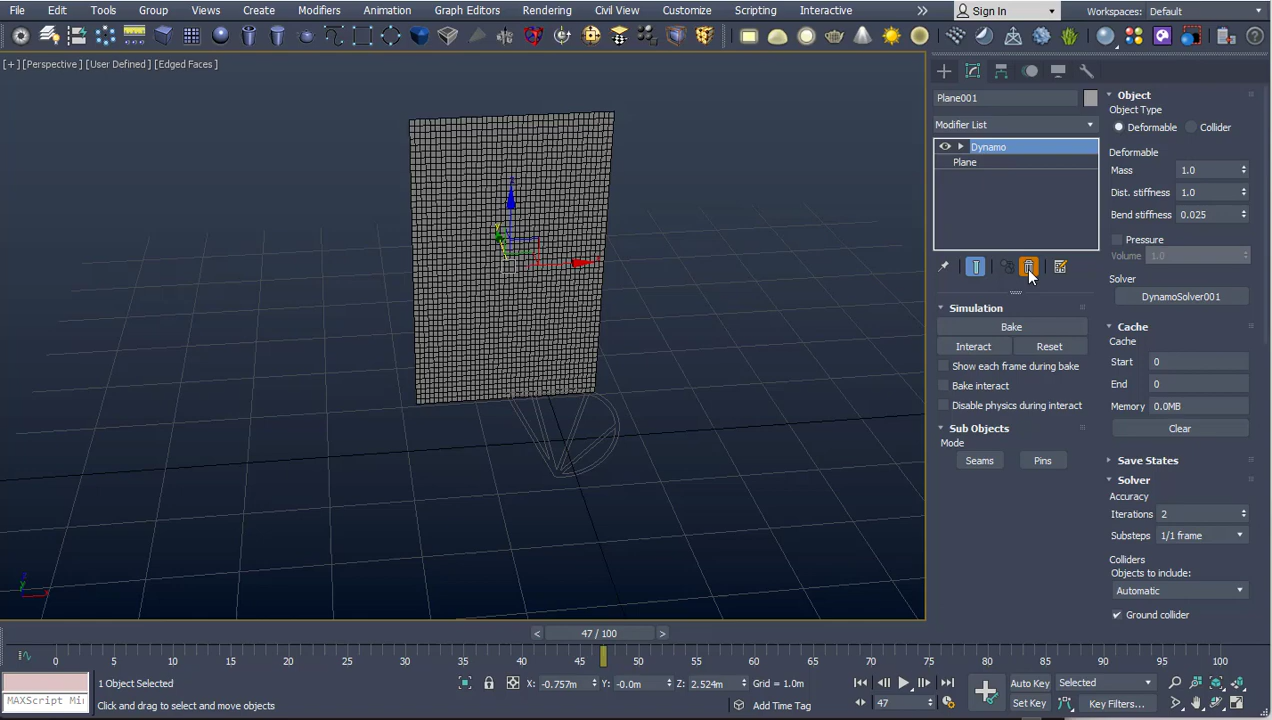 File Edit Tools Group Views Create Modifiers Animation Graph Editors Rendering Civil View Customize Scripting Interactive
Sign In
Workspaces: Default
[+] [Perspective] [User Defined] [Edged Faces]
Plane001
Modifier List
Dynamo
Plane
Simulation
Bake
Interact Reset
Show each frame during bake
Bake interact
Disable physics during interact
Sub Objects
Mode
Seams Pins
Object
Object Type
Deformable Collider
Deformable
Mass 1.0
Dist. stiffness 1.0
Bend stiffness 0.025
Pressure
Volume 1.0
Solver
DynamoSolver001
Cache
Cache
Start 0
End 0
Memory 0.0MB
Clear
Save States
Solver
Accuracy
Iterations 2
Substeps 1/1 frame
Colliders
Objects to include:
Automatic
Ground collider
z
y
x
< 47 / 100 >
0 5 10 15 20 25 30 35 40 45 50 55 60 65 70 75 80 85 90 95 100
1 Object Selected
X: -0.757m Y: -0.0m Z: 2.524m Grid = 1.0m
Auto Key Selected
MAXScript Mi
Click and drag to select and move objects
Add Time Tag
47
Set Key Key Filters...